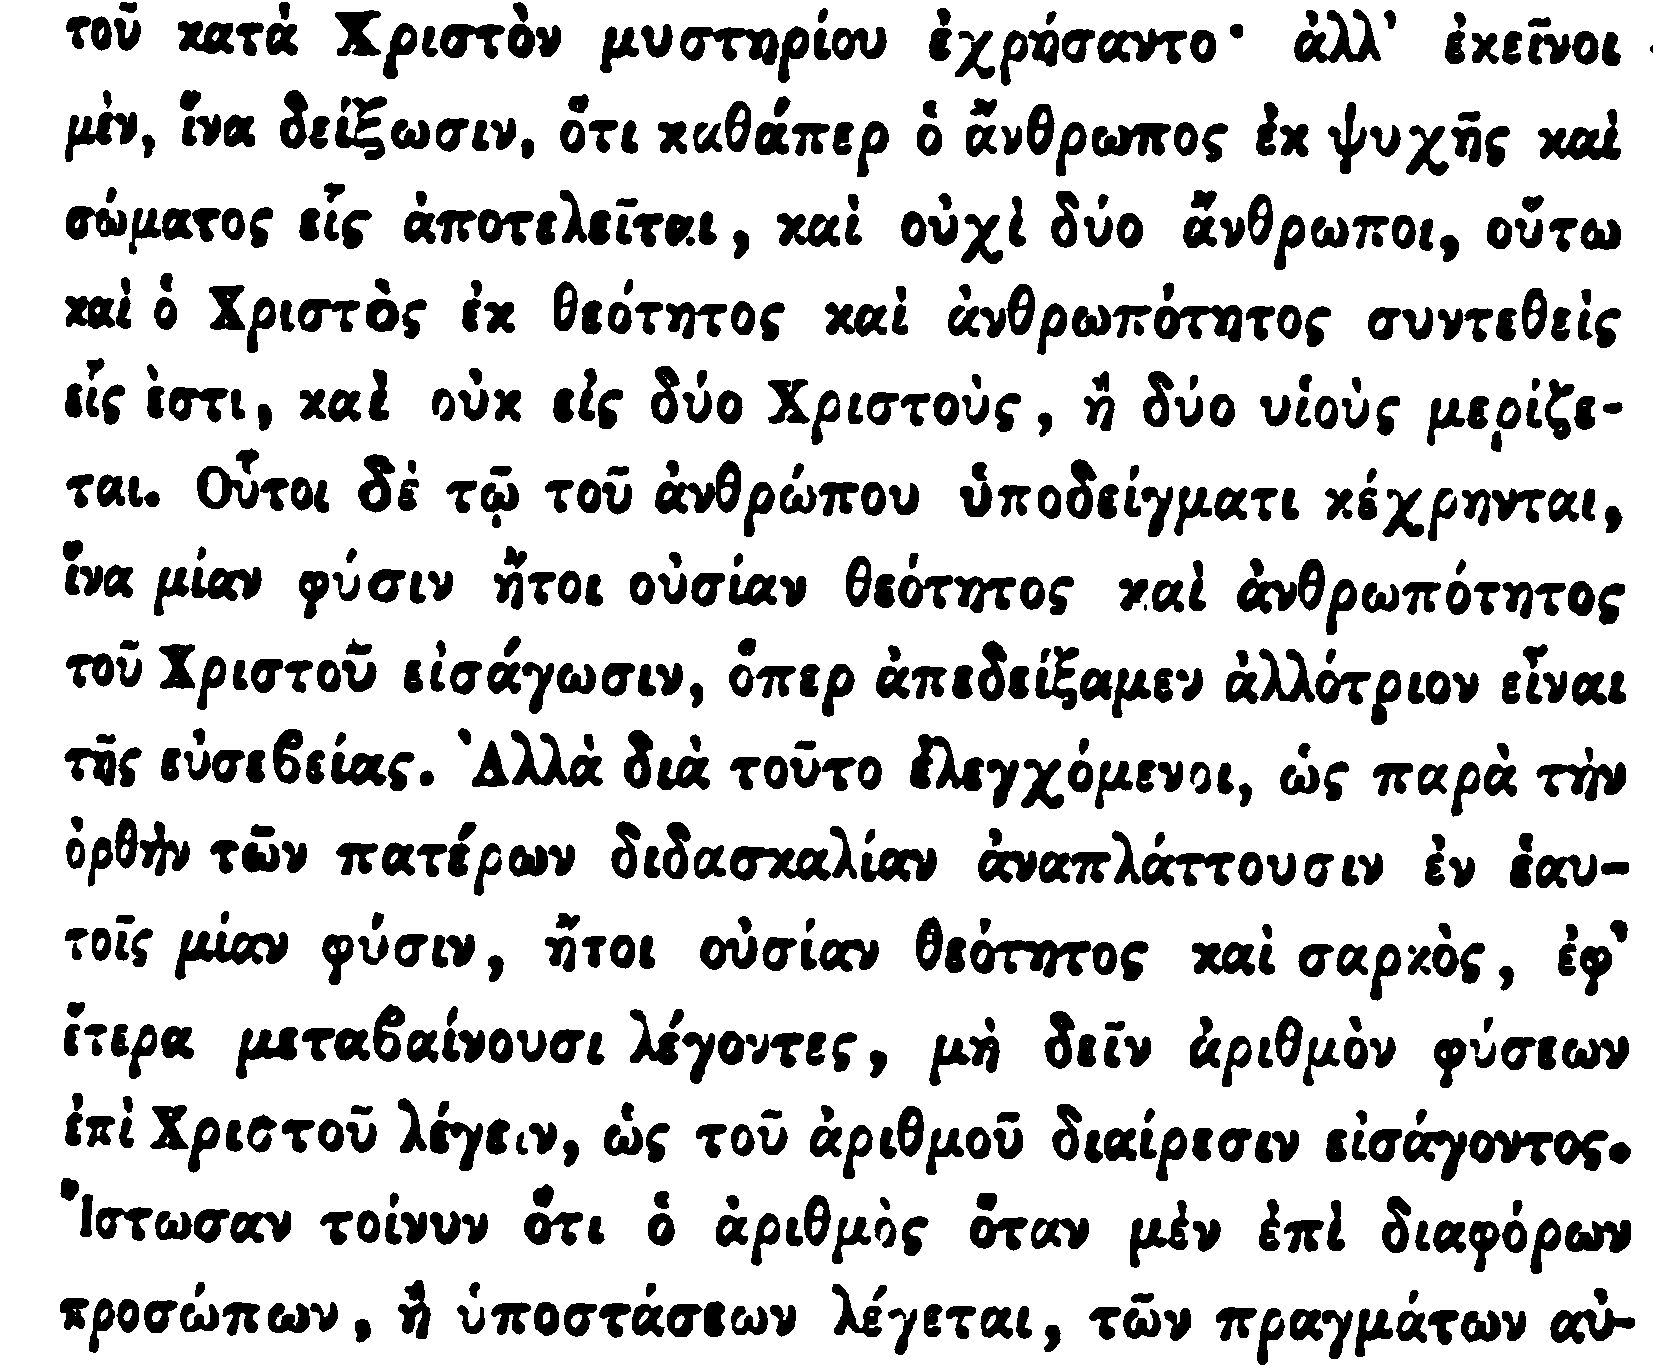 τοῦ κατὰ Χριστὸν μυστηρίου ἐχρήσαντο· ἀλλ’ ἐκεῖνοι
μὲν, ἵνα δείξωσιν, ὅτι καθάπερ ὁ ἄνθρωπος ἐκ ψυχῆς καὶ
σώματος εἷς ἀποτελεῖται, καὶ οὐχὶ δύο ἄνθρωποι, οὕτω
καὶ ὁ Χριστὸς ἐκ θεότητος καὶ ἀνθρωπότητος συντεθεὶς
εἷς ἐστι, καὶ οὐκ εἰς δύο Χριστοὺς, ἢ δύο υἱοὺς μερίζε-
ται. Οὗτοι δὲ τῷ τοῦ ἀνθρώπου ὑποδείγματι κέχρηνται,
ἵνα μίαν φύσιν ἤτοι οὐσίαν θεότητος καὶ ἀνθρωπότητος
τοῦ Χριστοῦ εἰσάγωσιν, ὅπερ ἀπεδείξαμεν ἀλλότριον εἶναι
τῆς εὐσεβείας. Ἀλλὰ διὰ τοῦτο ἐλεγχόμενοι, ὡς παρὰ τὴν
ὀρθὴν τῶν πατέρων διδασκαλίαν ἀναπλάττουσιν ἐν ἑαυ-
τοῖς μίαν φύσιν, ἤτοι οὐσίαν θεότητος καὶ σαρκὸς, ἐφ’
ἕτερα μεταβαίνουσι λέγοντες, μὴ δεῖν ἀριθμὸν φύσεων
ἐπὶ Χριστοῦ λέγειν, ὡς τοῦ ἀριθμοῦ διαίρεσιν εἰσάγοντος.
Ἴστωσαν τοίνυν ὅτι ὁ ἀριθμὸς ὅταν μὲν ἐπὶ διαφόρων
προσώπων, ἢ ὑποστάσεων λέγεται, τῶν πραγμάτων αὐ-